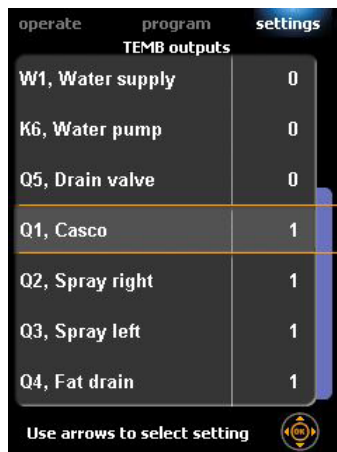 operate program settings
TEMB outputs
W1, Water supply 0
K6, Water pump 0
Q5, Drain valve 0
Q1, Casco 1
Q2, Spray right 1
Q3, Spray left 1
Q4, Fat drain 1
Use arrows to select setting OK